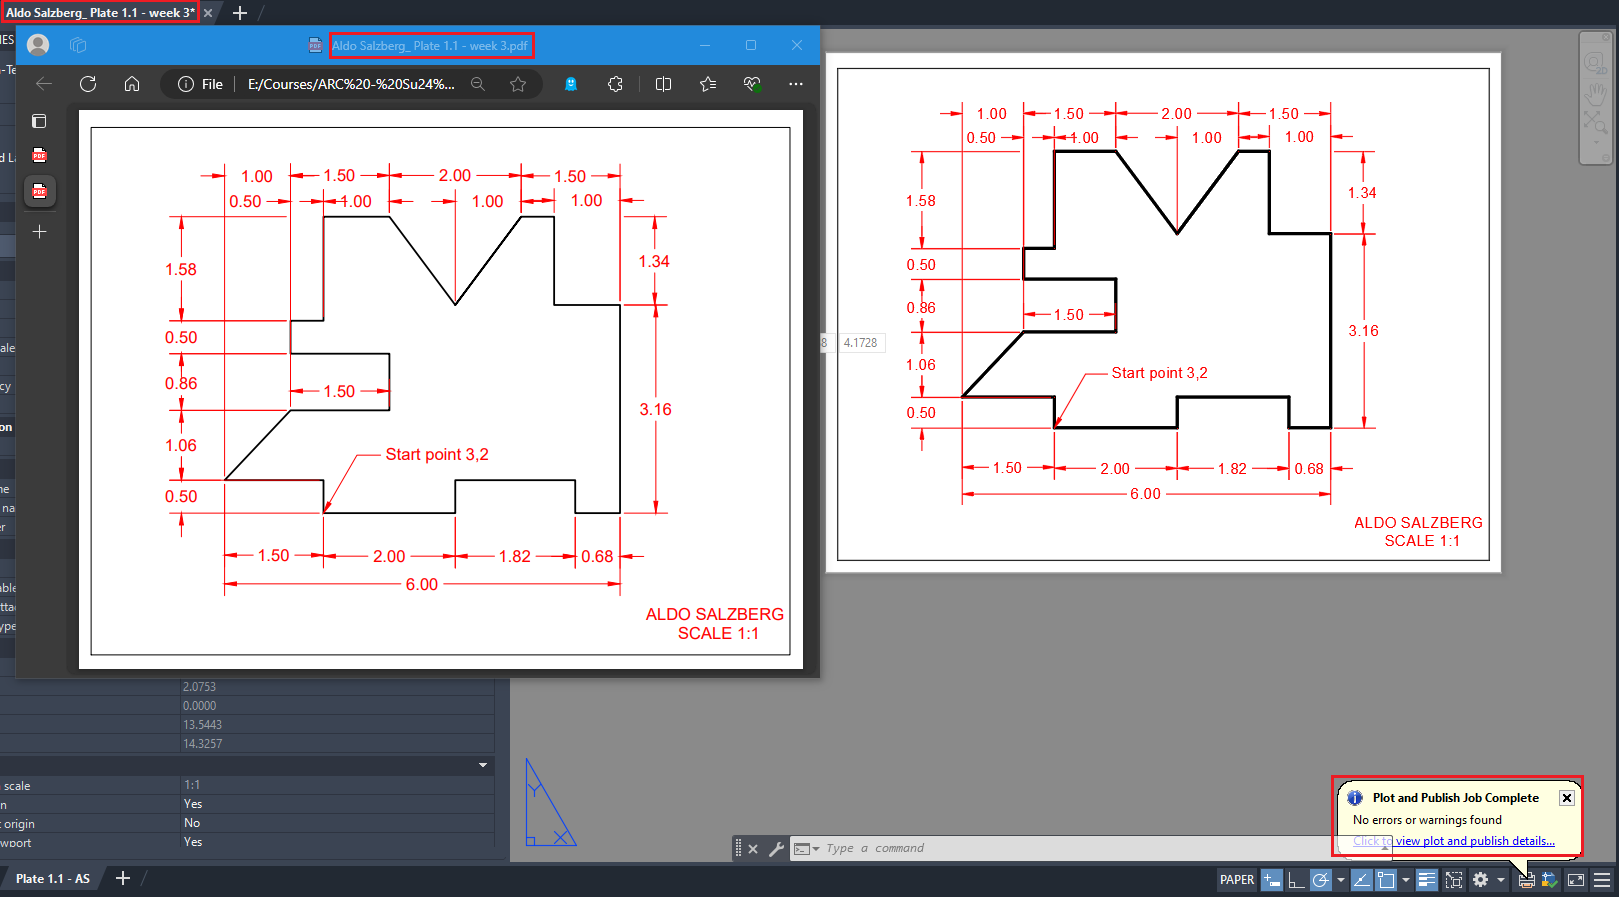 Aldo Salzberg_ Plate 1.1 - week 3*
Aldo Salzberg_ Plate 1.1 - week 3.pdf
File
E:/Courses/ARC%20-%20Su24%...
1.00 1.50 2.00 1.50
0.50 1.00 1.00 1.00
1.58
1.34
0.50
0.86
1.50
3.16
1.06
Start point 3,2
0.50
1.50 2.00 1.82 0.68
6.00
ALDO SALZBERG
SCALE 1:1
1.00 1.50 2.00 1.50
0.50 1.00 1.00 1.00
1.58
1.34
0.50
0.86
1.50
3.16
1.06
Start point 3,2
0.50
1.50 2.00 1.82 0.68
6.00
ALDO SALZBERG
SCALE 1:1
8 4.1728
on
2.0753
0.0000
13.5443
14.3257
scale 1:1
n Yes
origin No
wport Yes
Y
X
Plot and Publish Job Complete
No errors or warnings found
Click to view plot and publish details...
Type a command
Plate 1.1 - AS
PAPER